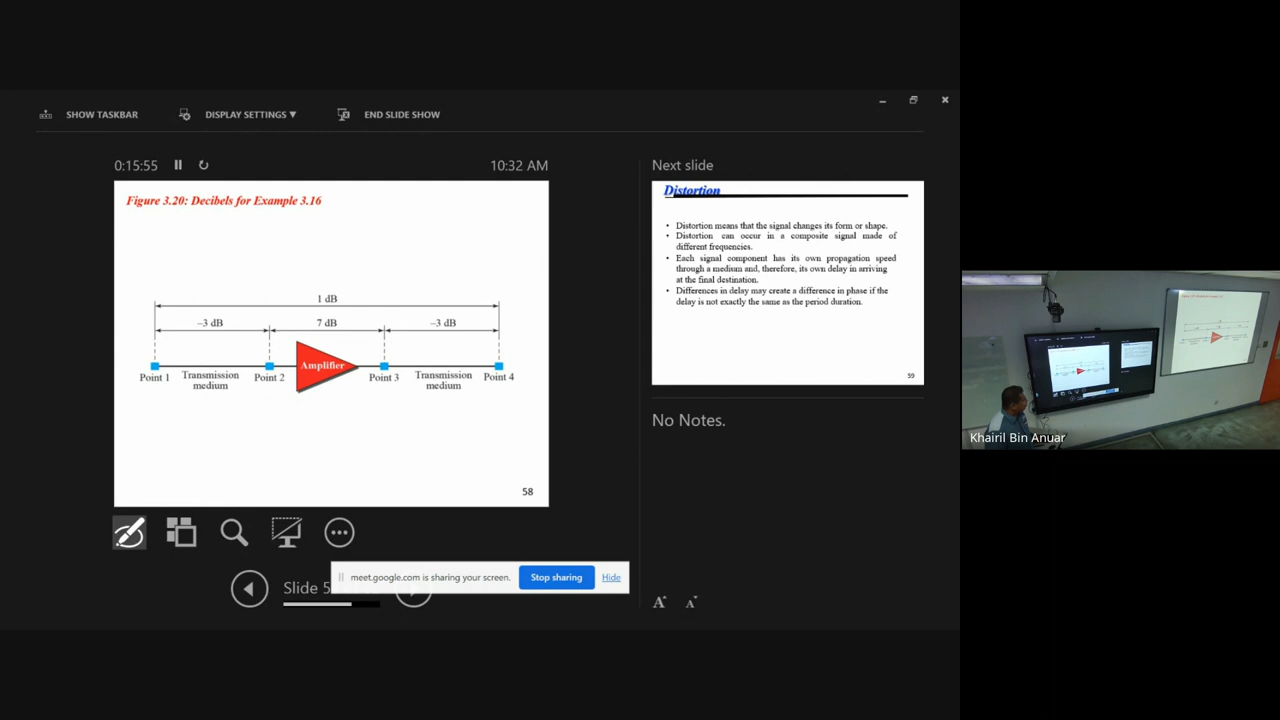 SHOW TASKBAR
DISPLAY SETTINGS ▼
END SLIDE SHOW
0:15:55
10:32 AM
Next slide
Figure 3.20: Decibels for Example 3.16
1 dB
–3 dB
7 dB
–3 dB
Amplifier
Point 1
Transmission
medium
Point 2
Point 3
Transmission
medium
Point 4
58
Distortion
• Distortion means that the signal changes its form or shape.
• Distortion can occur in a composite signal made of
different frequencies.
• Each signal component has its own propagation speed
through a medium and, therefore, its own delay in arriving
at the final destination.
• Differences in delay may create a difference in phase if the
delay is not exactly the same as the period duration.
59
No Notes.
meet.google.com is sharing your screen.
Stop sharing
Hide
Slide 5
A
A
Khairil Bin Anuar